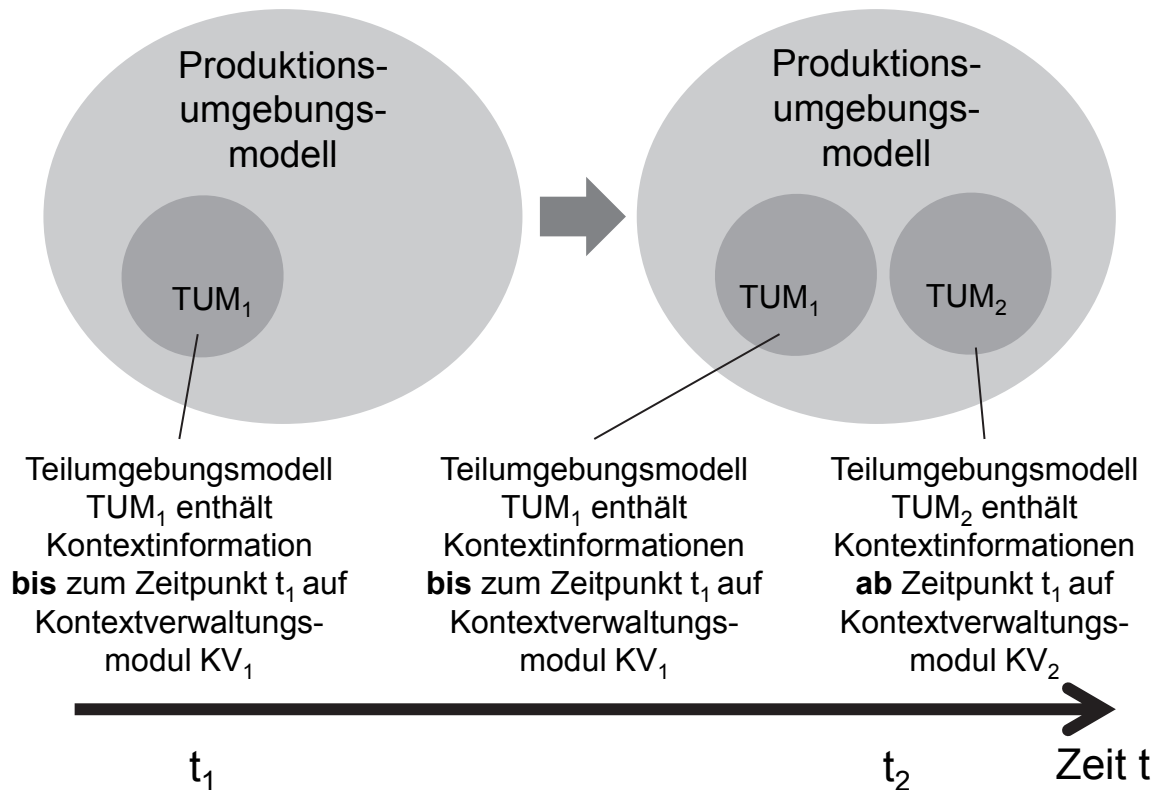 Produktions-
umgebungs-
modell
TUM₁
Produktions-
umgebungs-
modell
TUM₁
TUM₂
Teilumgebungsmodell
TUM₁ enthält
Kontextinformation
bis zum Zeitpunkt t₁ auf
Kontextverwaltungs-
modul KV₁
Teilumgebungsmodell
TUM₁ enthält
Kontextinformationen
bis zum Zeitpunkt t₁ auf
Kontextverwaltungs-
modul KV₁
Teilumgebungsmodell
TUM₂ enthält
Kontextinformationen
ab Zeitpunkt t₁ auf
Kontextverwaltungs-
modul KV₂
t₁
t₂
Zeit t